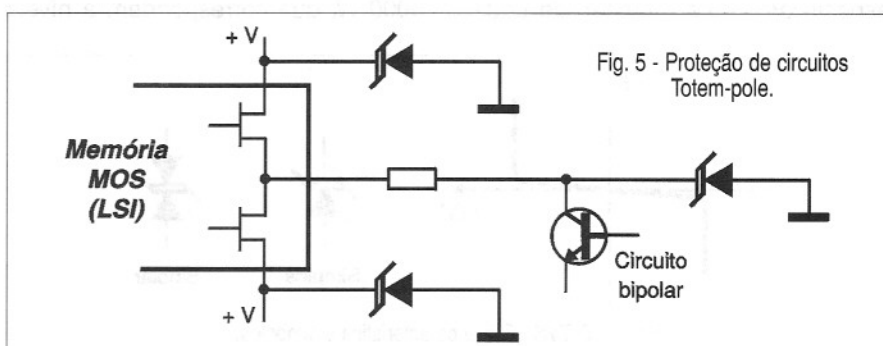 + V
Fig. 5 - Proteção de circuitos
Totem-pole.
Memória
MOS
(LSI)
Circuito
bipolar
+ V